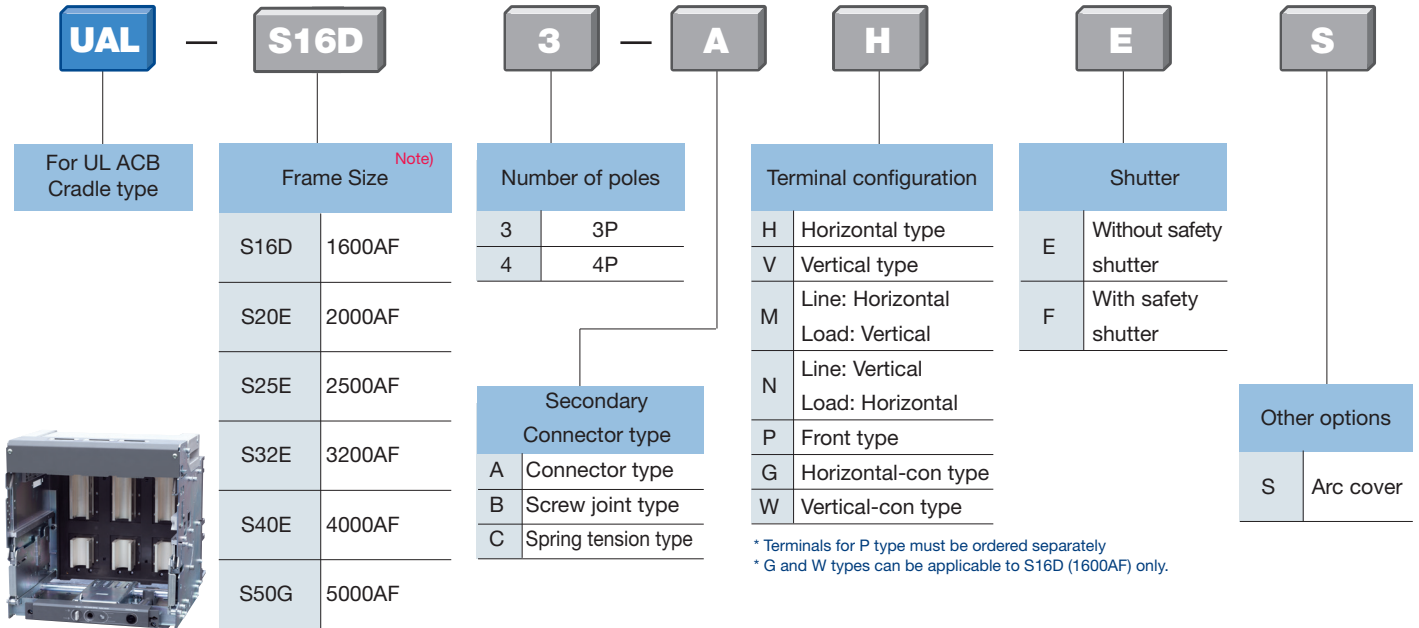 UAL — S16D 3 — A H E S
For UL ACB
Cradle type
Note)
Frame Size
S16D 1600AF
S20E 2000AF
S25E 2500AF
S32E 3200AF
S40E 4000AF
S50G 5000AF
Number of poles
3 3P
4 4P
Secondary
Connector type
A Connector type
B Screw joint type
C Spring tension type
Terminal configuration
H Horizontal type
V Vertical type
M Line: Horizontal
Load: Vertical
N Line: Vertical
Load: Horizontal
P Front type
G Horizontal-con type
W Vertical-con type
* Terminals for P type must be ordered separately
* G and W types can be applicable to S16D (1600AF) only.
Shutter
E Without safety
shutter
F With safety
shutter
Other options
S Arc cover